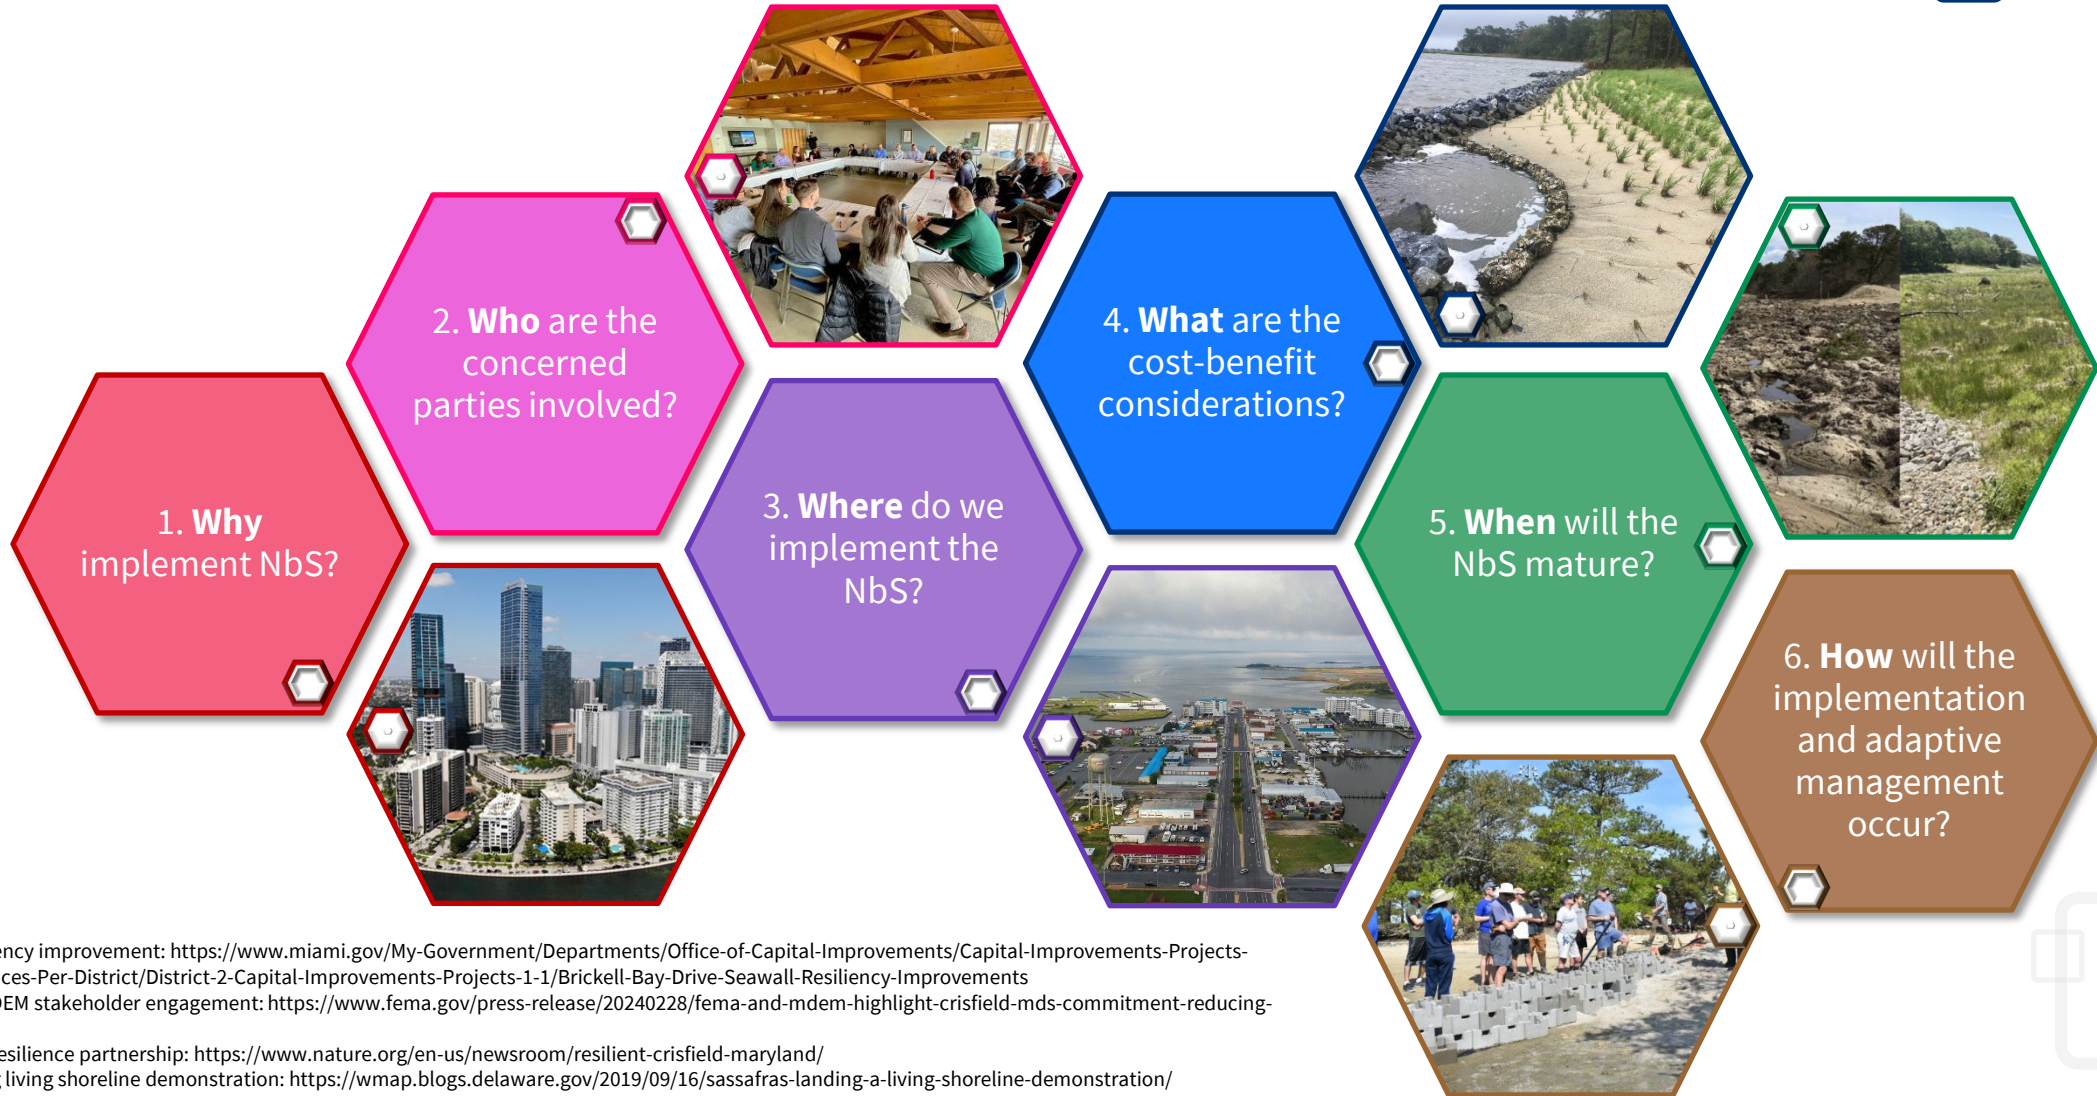 1. Why
implement NbS?
2. Who are the
concerned
parties involved?
3. Where do we
implement the
NbS?
4. What are the
cost-benefit
considerations?
5. When will the
NbS mature?
6. How will the
implementation
and adaptive
management
occur?
ency improvement: https://www.miami.gov/My-Government/Departments/Office-of-Capital-Improvements/Capital-Improvements-Projects-
ces-Per-District/District-2-Capital-Improvements-Projects-1-1/Brickell-Bay-Drive-Seawall-Resiliency-Improvements
DEM stakeholder engagement: https://www.fema.gov/press-release/20240228/fema-and-mdem-highlight-crisfield-mds-commitment-reducing-
esilience partnership: https://www.nature.org/en-us/newsroom/resilient-crisfield-maryland/
living shoreline demonstration: https://wmap.blogs.delaware.gov/2019/09/16/sassafras-landing-a-living-shoreline-demonstration/